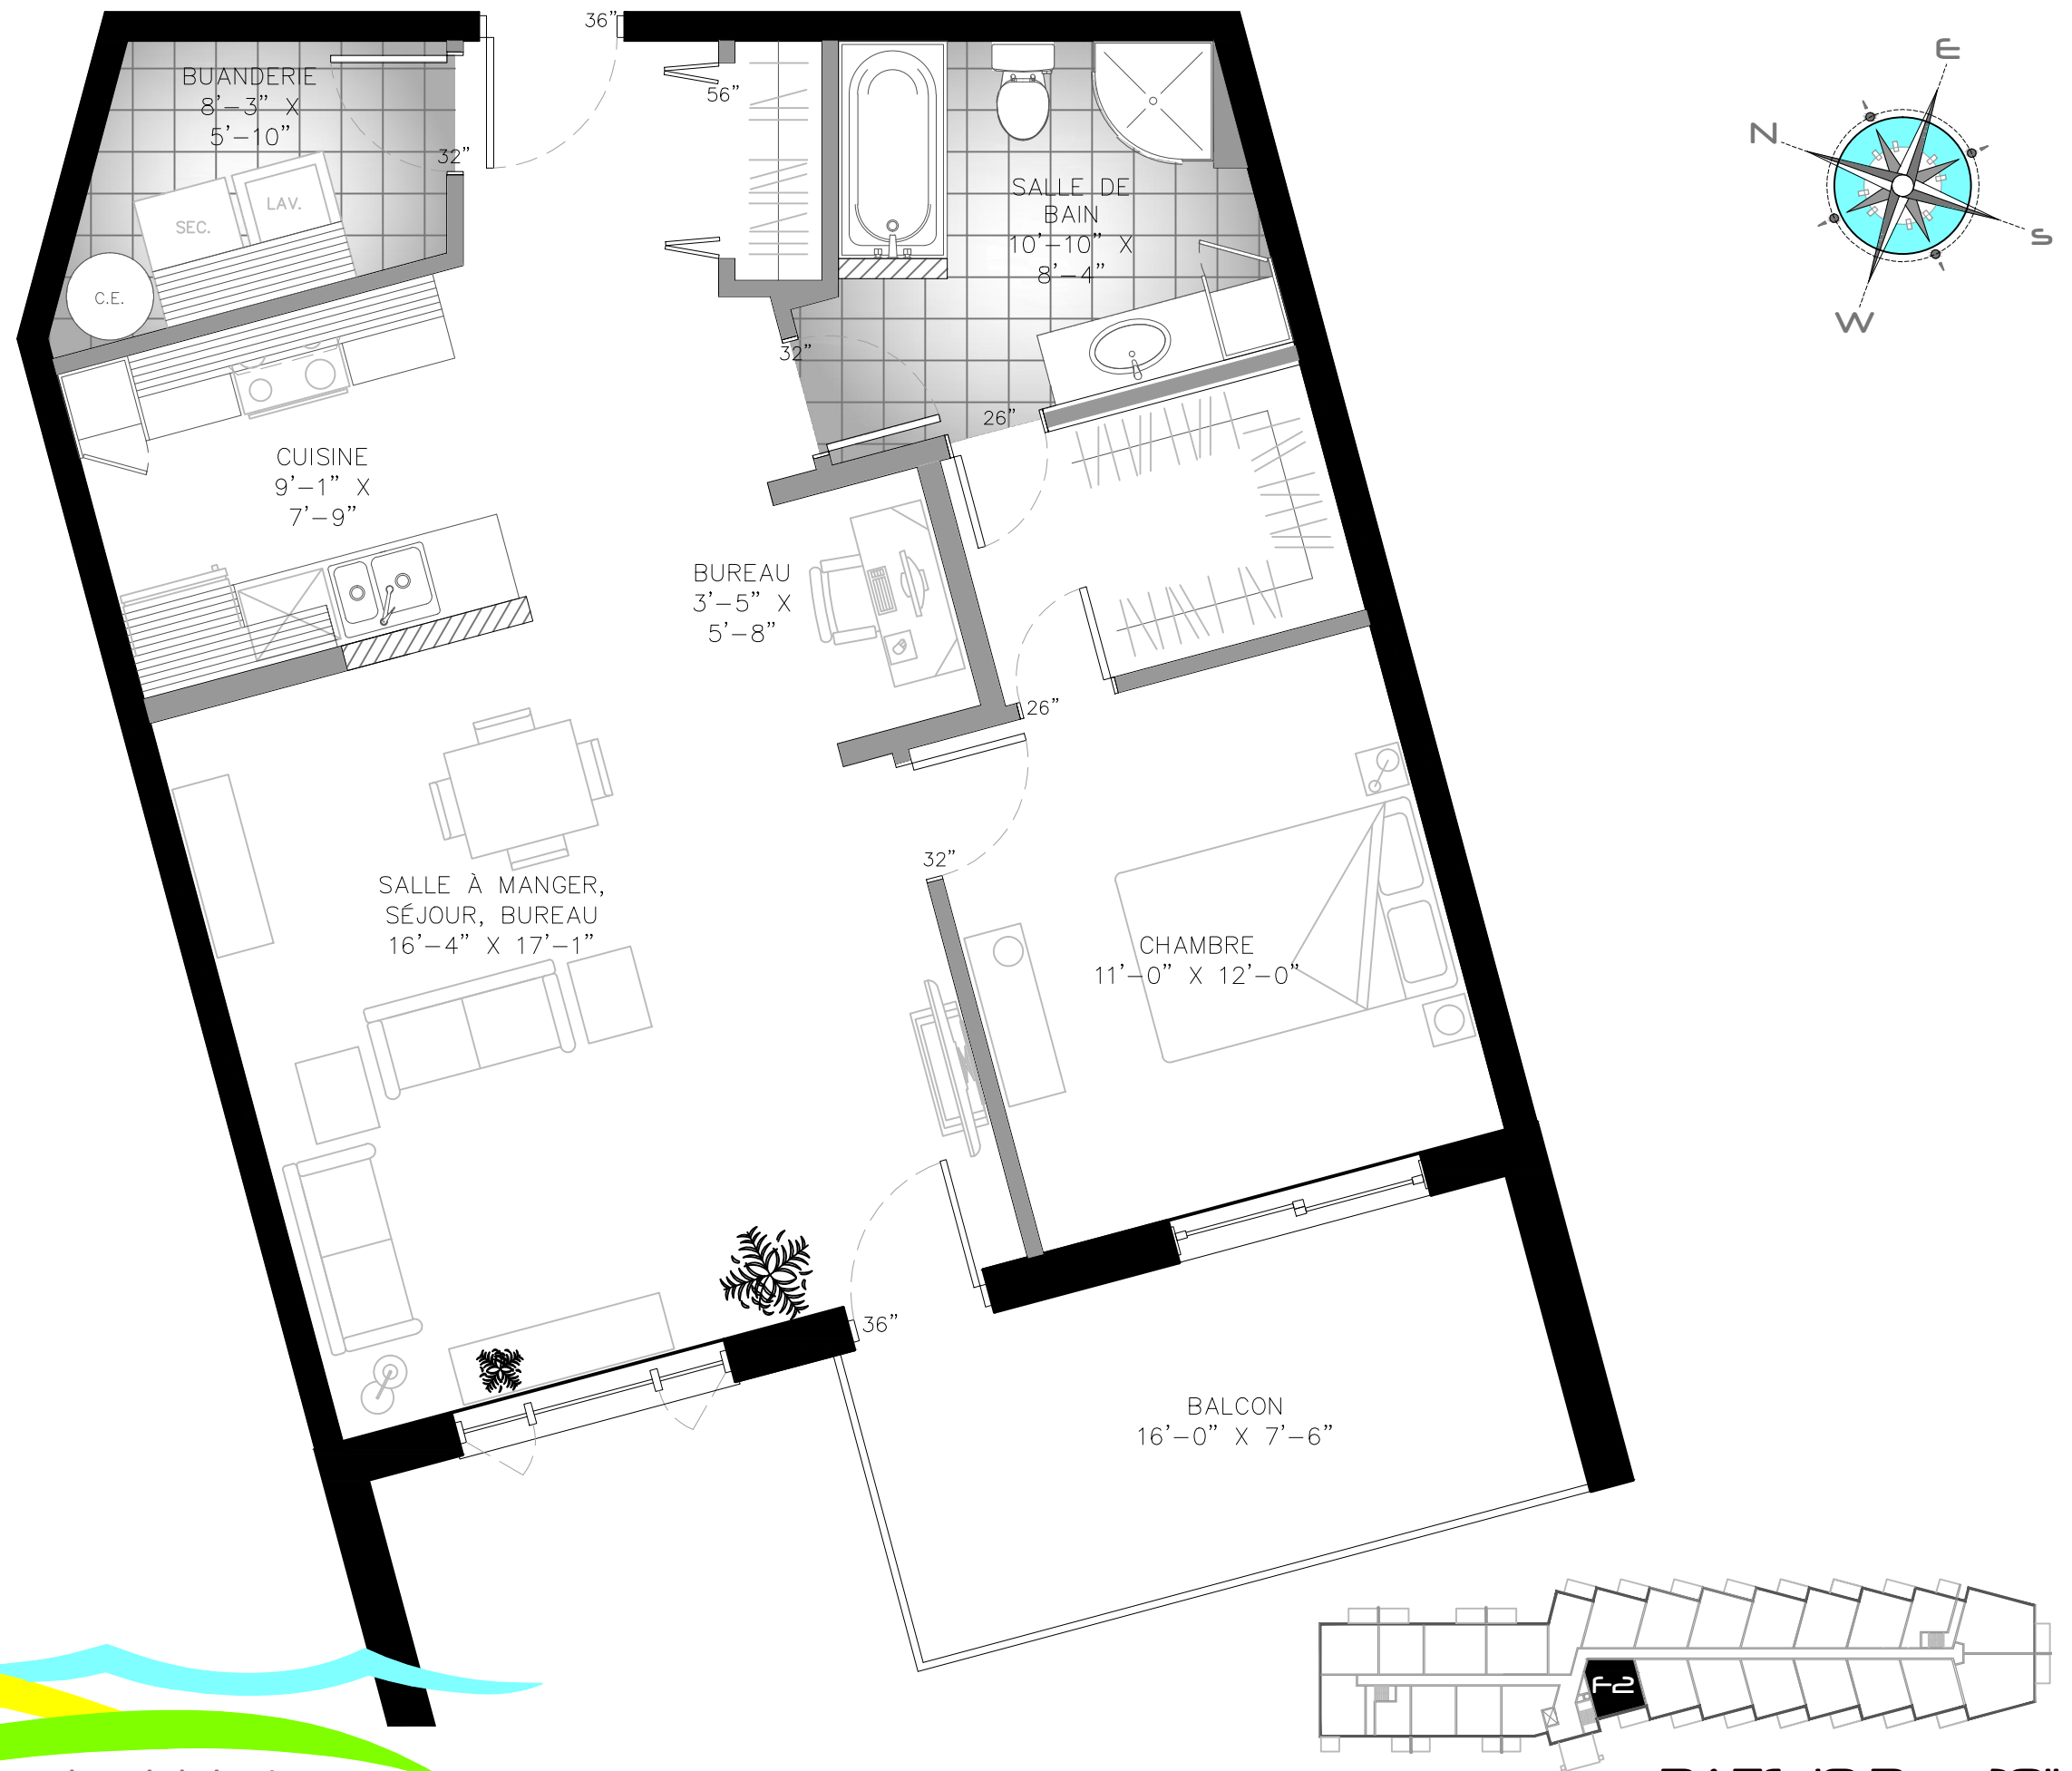 36"
E
BUANDERIE
8'-3" X
5'-10"
56"
N
32"
SALLE DE
BAIN
10'-10" X
8'-4"
LAV.
SEC.
S
C.E.
W
32"
26"
CUISINE
9'-1" X
7'-9"
BUREAU
3'-5" X
5'-8"
26"
32"
SALLE À MANGER,
SÉJOUR, BUREAU
16'-4" X 17'-1"
CHAMBRE
11'-0" X 12'-0"
36"
BALCON
16'-0" X 7'-6"
F2